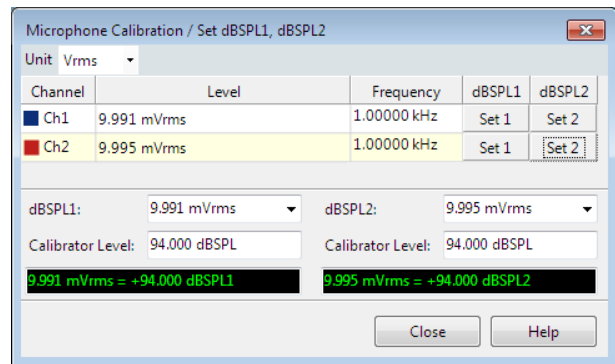 Microphone Calibration / Set dBSPL1, dBSPL2
Unit Vrms
Channel Level Frequency dBSPL1 dBSPL2
Ch1 9.991 mVrms 1.00000 kHz Set 1 Set 2
Ch2 9.995 mVrms 1.00000 kHz Set 1 Set 2
dBSPL1: 9.991 mVrms dBSPL2: 9.995 mVrms
Calibrator Level: 94.000 dBSPL Calibrator Level: 94.000 dBSPL
9.991 mVrms = +94.000 dBSPL1 9.995 mVrms = +94.000 dBSPL2
Close Help